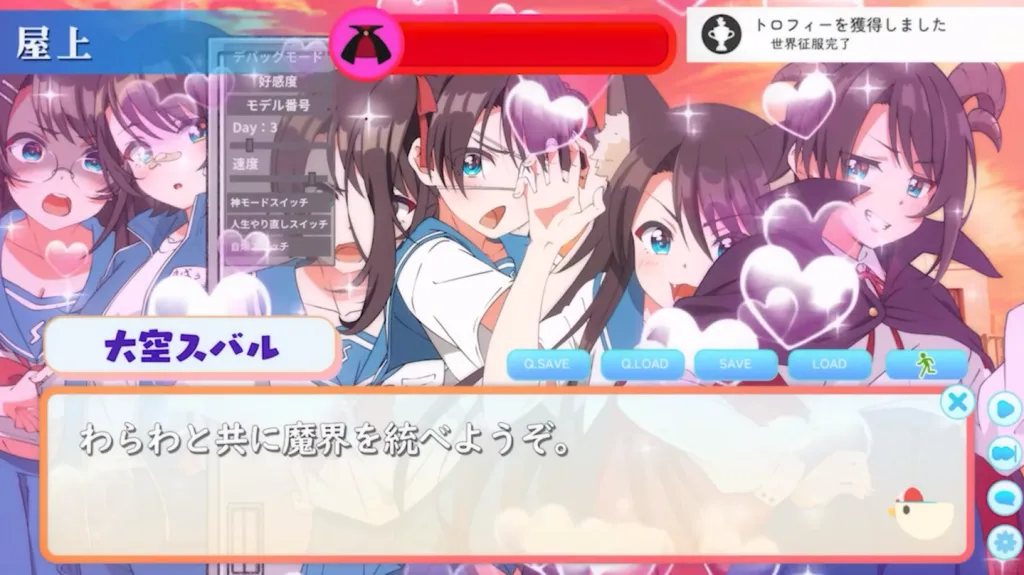 屋上
トロフィーを獲得しました
世界征服完了
デバッグモード
好感度
モデル番号
Day：3
速度
神モードスイッチ
人生やり直しスイッチ
大空スバル
Q.SAVE
Q.LOAD
SAVE
LOAD
わらわと共に魔界を統べようぞ。